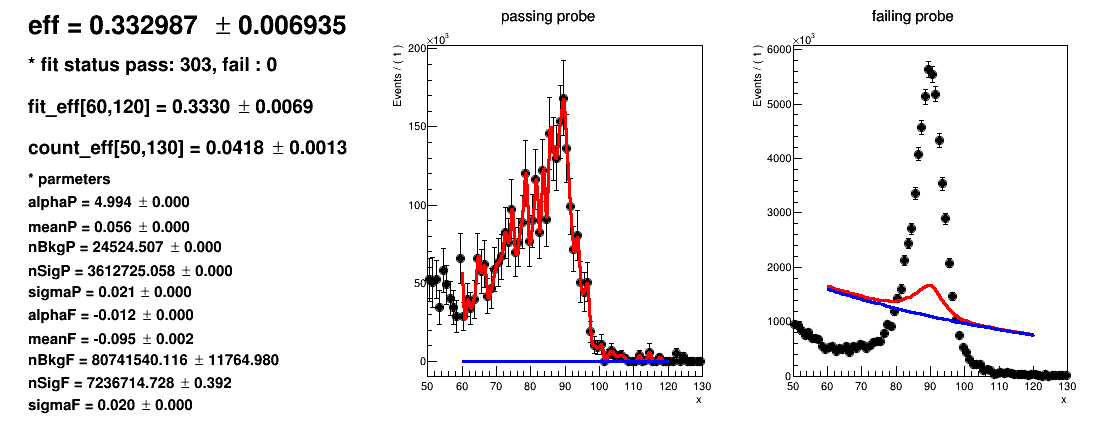 eff = 0.332987 ± 0.006935
* fit status pass: 303, fail : 0
fit_eff[60,120] = 0.3330 ± 0.0069
count_eff[50,130] = 0.0418 ± 0.0013
* parmeters
alphaP = 4.994 ± 0.000
meanP = 0.056 ± 0.000
nBkgP = 24524.507 ± 0.000
nSigP = 3612725.058 ± 0.000
sigmaP = 0.021 ± 0.000
alphaF = -0.012 ± 0.000
meanF = -0.095 ± 0.002
nBkgF = 80741540.116 ± 11764.980
nSigF = 7236714.728 ± 0.392
sigmaF = 0.020 ± 0.000
passing probe
×10³
Events / ( 1 )
200
150
100
50
0
50 60 70 80 90 100 110 120 130
x
failing probe
×10³
Events / ( 1 )
6000
5000
4000
3000
2000
1000
0
50 60 70 80 90 100 110 120 130
x